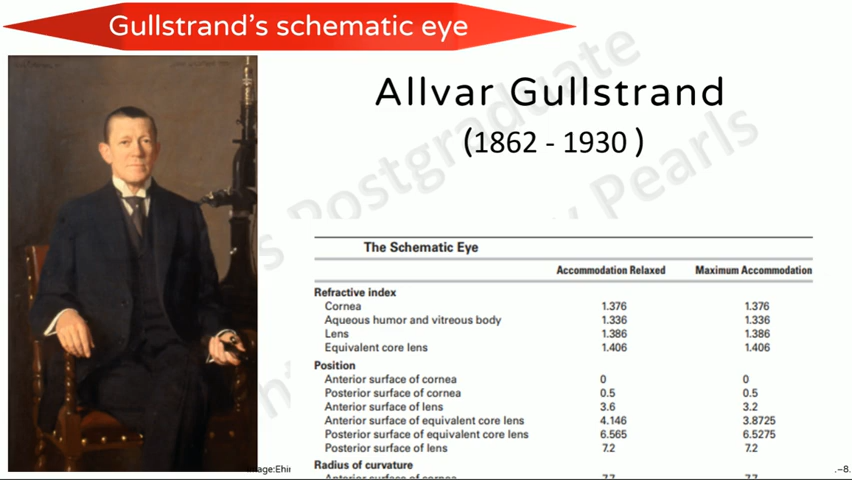 Gullstrand's schematic eye
Allvar Gullstrand
(1862 - 1930 )
Postgraduate
Pearls
The Schematic Eye
Accommodation Relaxed Maximum Accommodation
Refractive index
Cornea 1.376 1.376
Aqueous humor and vitreous body 1.336 1.336
Lens 1.386 1.386
Equivalent core lens 1.406 1.406
Position
Anterior surface of cornea 0 0
Posterior surface of cornea 0.5 0.5
Anterior surface of lens 3.6 3.2
Anterior surface of equivalent core lens 4.146 3.8725
Posterior surface of equivalent core lens 6.565 6.5275
Posterior surface of lens 7.2 7.2
Radius of curvature